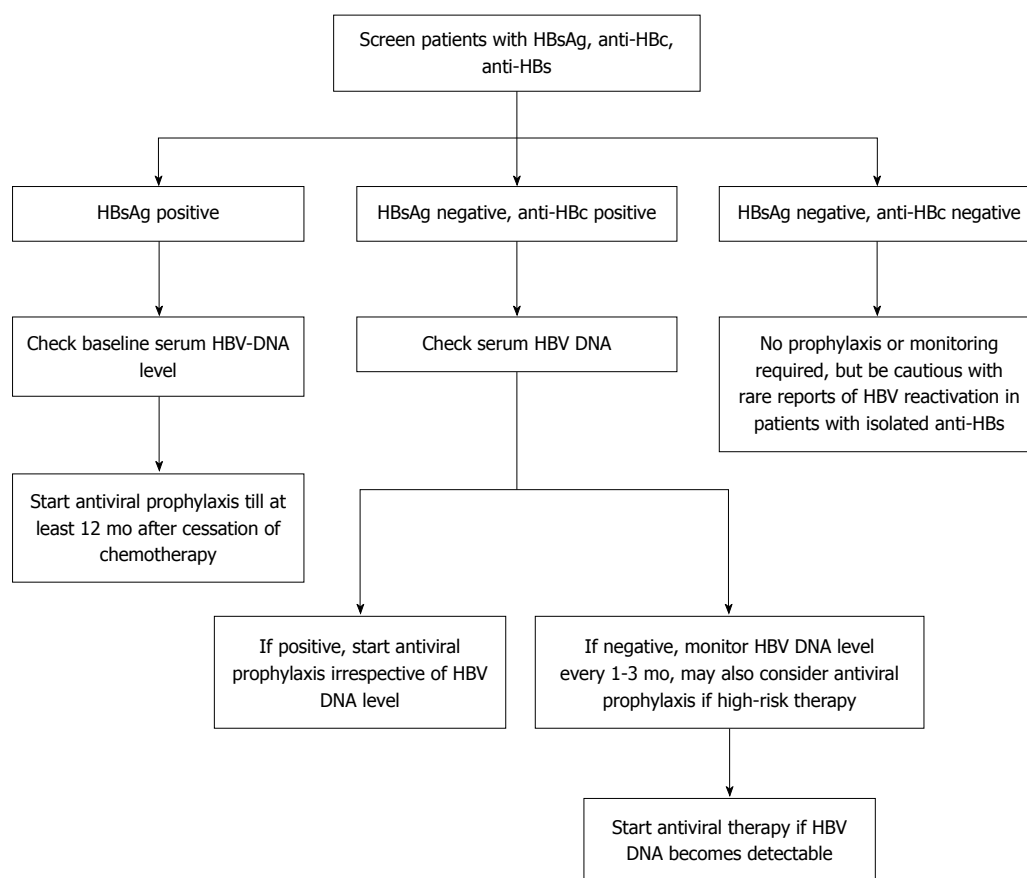 Screen patients with HBsAg, anti-HBc,
anti-HBs
HBsAg positive
HBsAg negative, anti-HBc positive
HBsAg negative, anti-HBc negative
Check baseline serum HBV-DNA
level
Check serum HBV DNA
No prophylaxis or monitoring
required, but be cautious with
rare reports of HBV reactivation in
patients with isolated anti-HBs
Start antiviral prophylaxis till at
least 12 mo after cessation of
chemotherapy
If positive, start antiviral
prophylaxis irrespective of HBV
DNA level
If negative, monitor HBV DNA level
every 1-3 mo, may also consider antiviral
prophylaxis if high-risk therapy
Start antiviral therapy if HBV
DNA becomes detectable